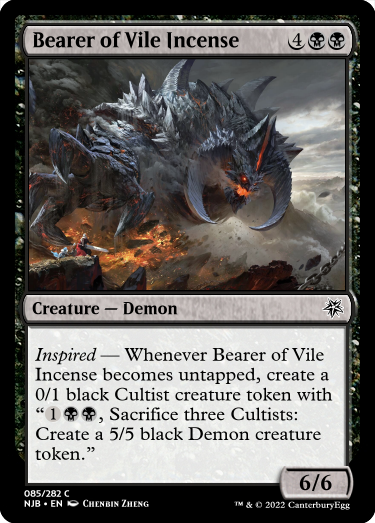 Bearer of Vile Incense 4
Creature — Demon
Inspired — Whenever Bearer of Vile
Incense becomes untapped, create a
0/1 black Cultist creature token with
“1, Sacrifice three Cultists:
Create a 5/5 black Demon creature
token.”
6/6
085/282 C
NJB • EN Chenbin Zheng
™ & © 2022 CanterburyEgg